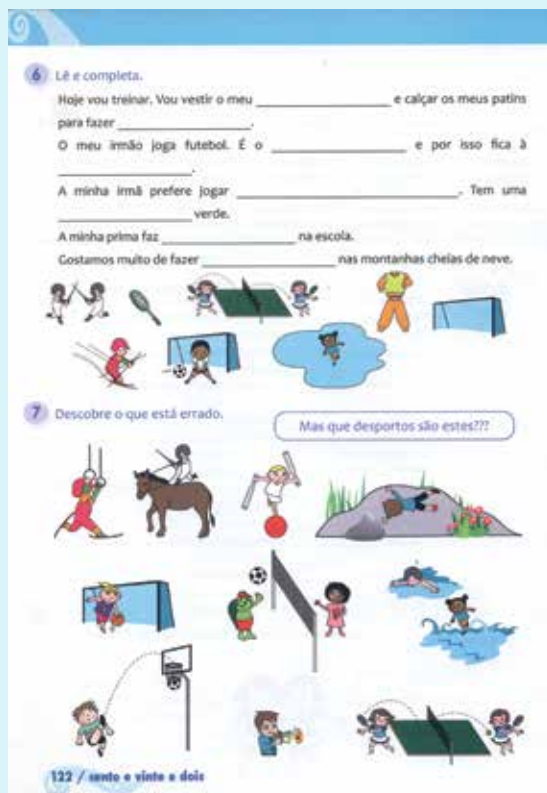 6 Lê e completa.
Hoje vou treinar. Vou vestir o meu ____________________ e calçar os meus patins
para fazer ____________________.
O meu irmão joga futebol. É o ____________________ e por isso fica à
____________________.
A minha irmã prefere jogar ____________________. Tem uma
____________________ verde.
A minha prima faz ____________________ na escola.
Gostamos muito de fazer ____________________ nas montanhas cheias de neve.
7 Descobre o que está errado.
Mas que desportos são estes???
122 / cento e vinte e dois